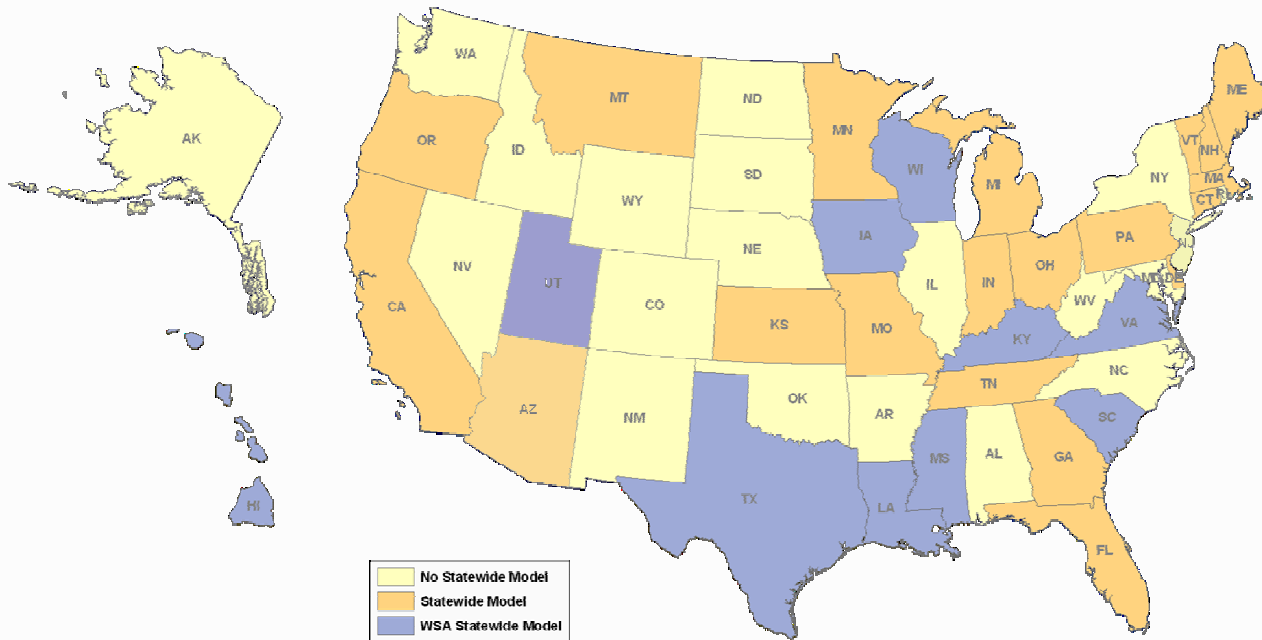 WA
MT
ND
MN
ME
AK
OR
ID
SD
WI
VT
NH
NY
MA
MI
CT
WY
IA
PA
NE
NV
UT
IL
IN
OH
NJ
CA
CO
WV
DE
KS
MO
KY
VA
TN
NC
AZ
NM
OK
AR
SC
MS
AL
GA
HI
TX
LA
FL
No Statewide Model
Statewide Model
WSA Statewide Model